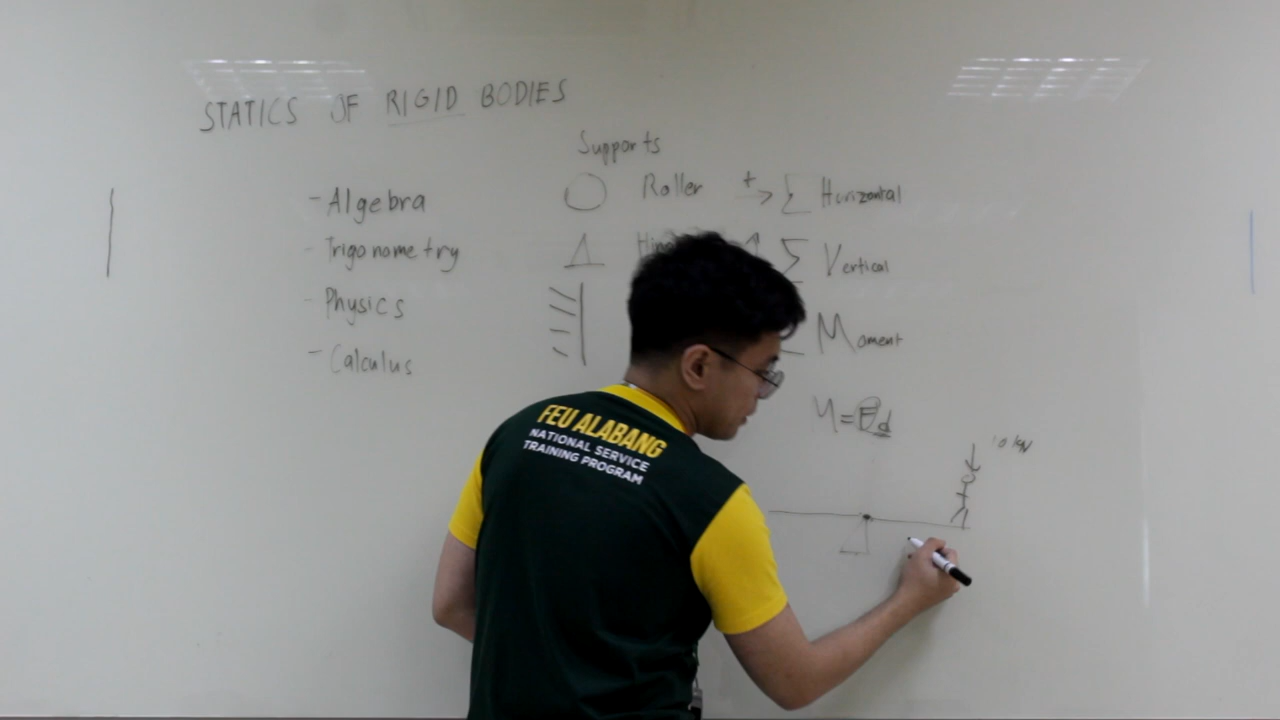 STATICS OF RIGID BODIES
Supports
- Algebra
- Trigonometry
- Physics
- Calculus
Roller + → Σ Horizontal
Σ Vertical
Moment
10 kN
FEU ALABANG
NATIONAL SERVICE
TRAINING PROGRAM